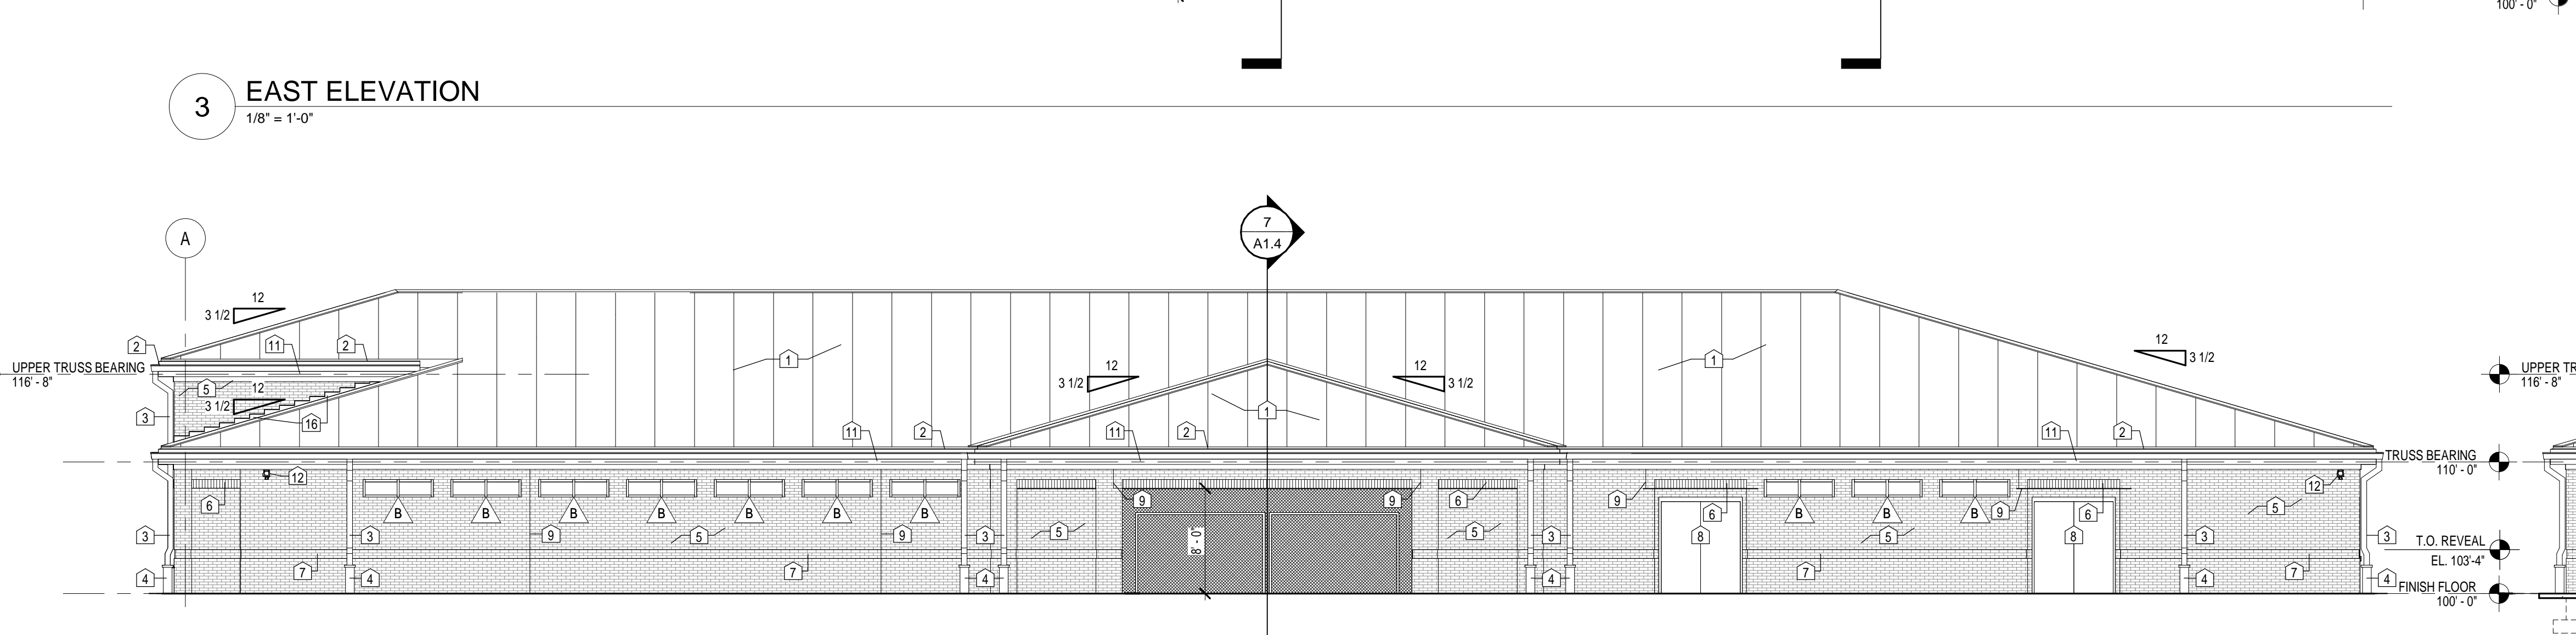 100' - 0"
3
EAST ELEVATION
1/8" = 1'-0"
A
7
A1.4
12
3 1/2
12
3 1/2
12
3 1/2
12
3 1/2
12
3 1/2
2
11
2
1
1
1
UPPER TRUSS BEARING
116' - 8"
UPPER TR
116' - 8"
5
3
16
11
2
11
2
11
2
TRUSS BEARING
110' - 0"
12
6
9
9
6
9
6
9
6
12
B
B
B
B
B
B
B
B
B
B
5
5
5
5
5
3
3
9
5
9
3
8' - 0"
3
8
8
3
3
T.O. REVEAL
EL. 103'-4"
7
7
7
7
4
4
4
4
4
4
FINISH FLOOR
100' - 0"